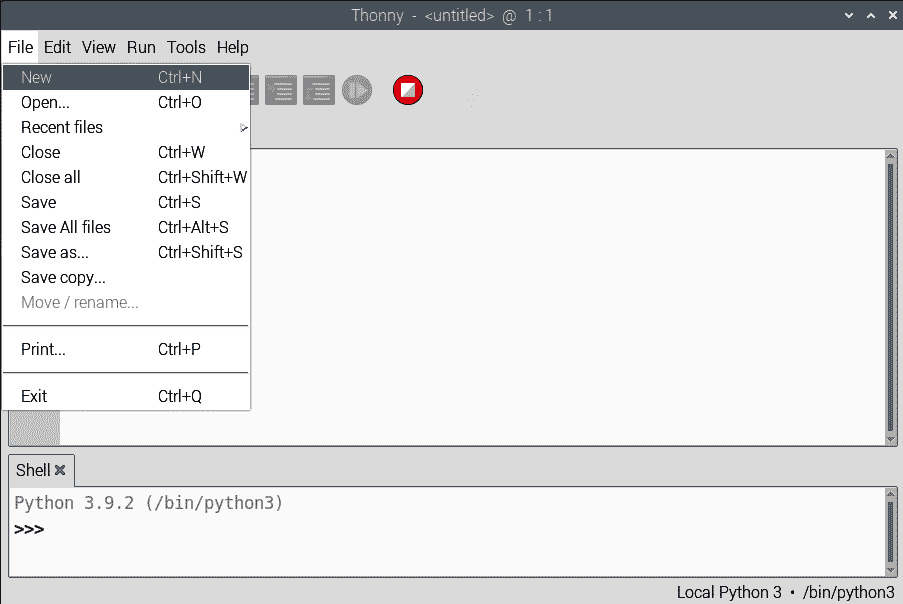 Thonny - <untitled> @ 1 : 1
File Edit View Run Tools Help
New Ctrl+N
Open... Ctrl+O
Recent files
Close Ctrl+W
Close all Ctrl+Shift+W
Save Ctrl+S
Save All files Ctrl+Alt+S
Save as... Ctrl+Shift+S
Save copy...
Move / rename...
Print... Ctrl+P
Exit Ctrl+Q
Shell
Python 3.9.2 (/bin/python3)
>>>
Local Python 3 • /bin/python3